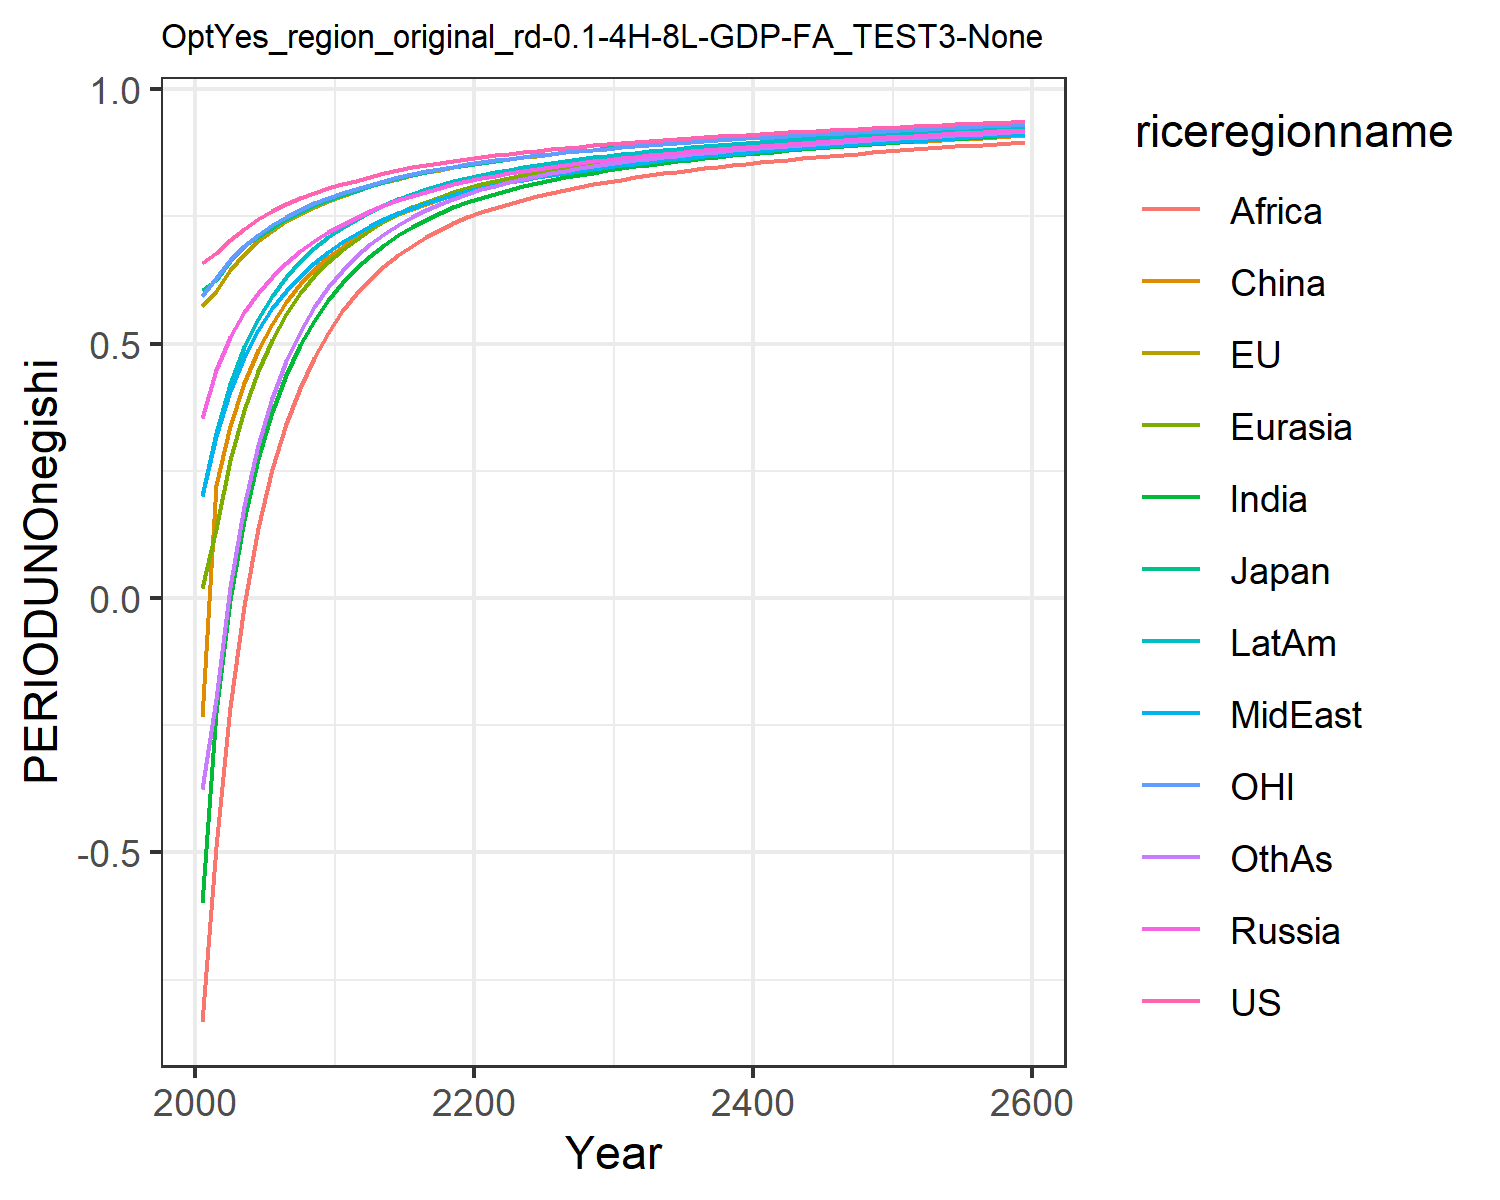 OptYes_region_original_rd-0.1-4H-8L-GDP-FA_TEST3-None
PERIODUNOnegishi
1.0
0.5
0.0
-0.5
2000
2200
2400
2600
Year
riceregionname
Africa
China
EU
Eurasia
India
Japan
LatAm
MidEast
OHI
OthAs
Russia
US